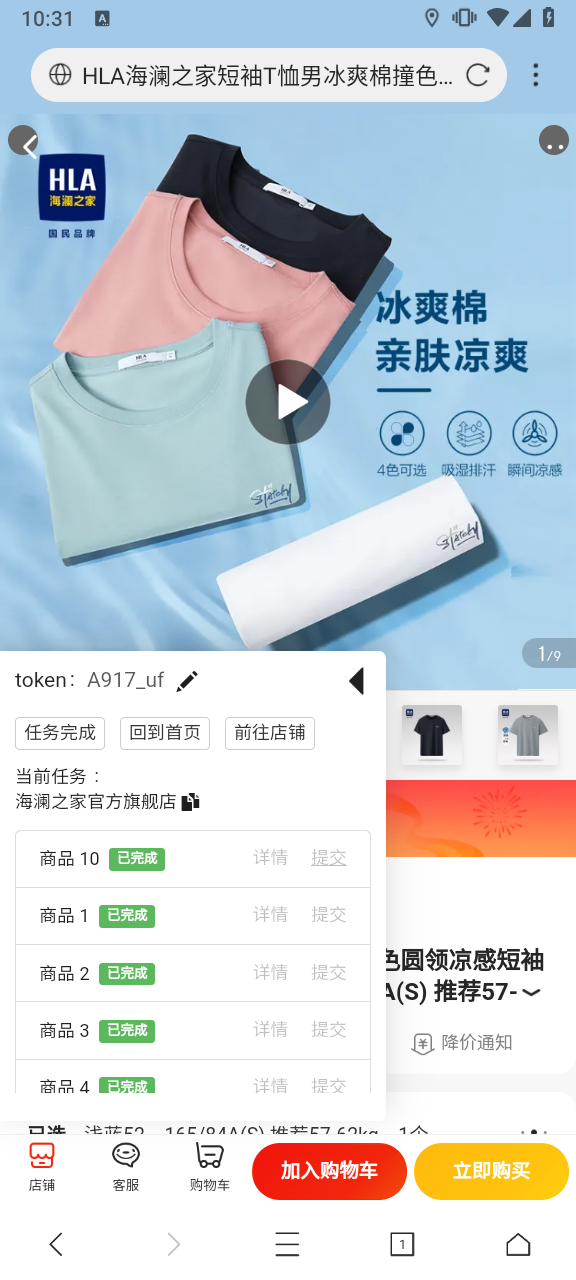 10:31
A
HLA海澜之家短袖T恤男冰爽棉撞色...
HLA
海澜之家
国民品牌
HLA
冰爽棉
亲肤凉爽
4色可选 吸湿排汗 瞬间凉感
1/9
token： A917_uf
任务完成 回到首页 前往店铺
当前任务：
海澜之家官方旗舰店
商品 10 已完成 详情 提交
商品 1 已完成 详情 提交
商品 2 已完成 详情 提交
商品 3 已完成 详情 提交
商品 4 已完成 详情 提交
色圆领凉感短袖
A(S) 推荐57-
降价通知
已选 浅蓝52 165/84A(S) 推荐57-62kg 1个
店铺 客服 购物车 加入购物车 立即购买
1